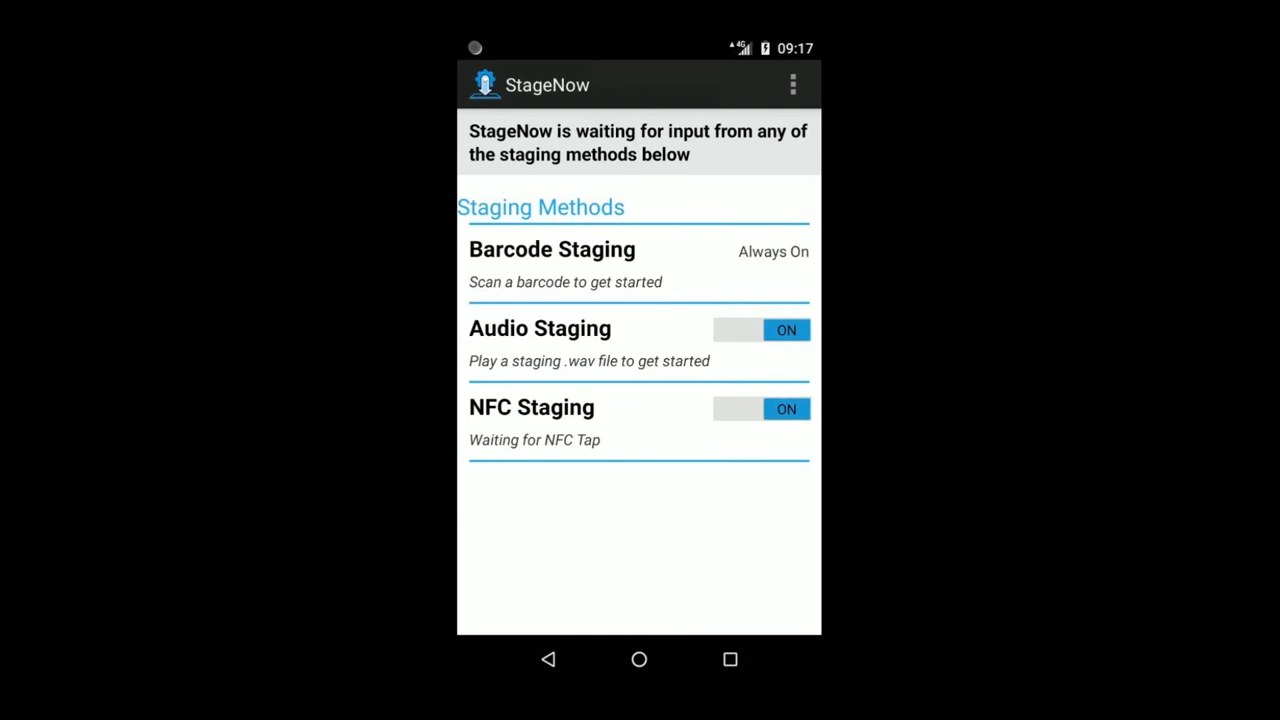 4G 09:17
StageNow
StageNow is waiting for input from any of
the staging methods below
Staging Methods
Barcode Staging Always On
Scan a barcode to get started
Audio Staging ON
Play a staging .wav file to get started
NFC Staging ON
Waiting for NFC Tap